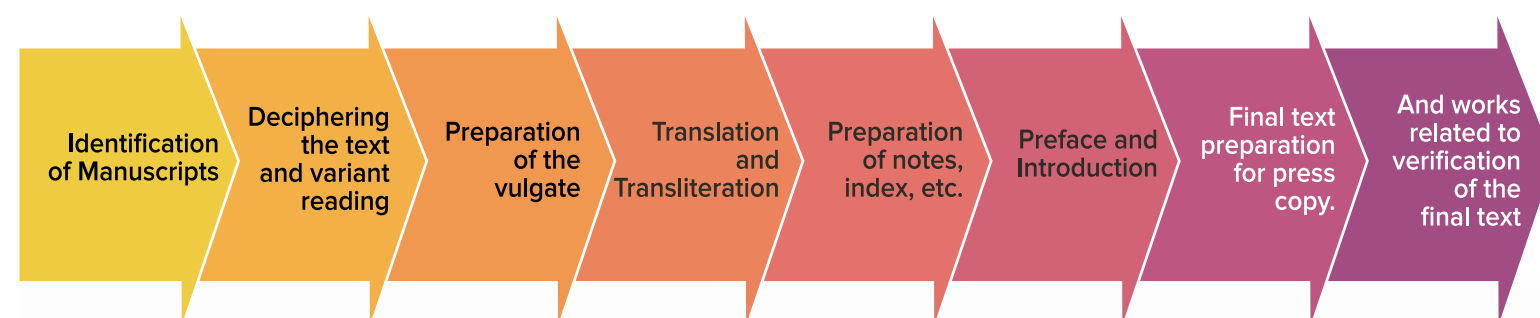 Identification
of Manuscripts
Deciphering
the text
and variant
reading
Preparation
of the
vulgate
Translation
and
Transliteration
Preparation
of notes,
index, etc.
Preface and
Introduction
Final text
preparation
for press
copy.
And works
related to
verification
of the
final text